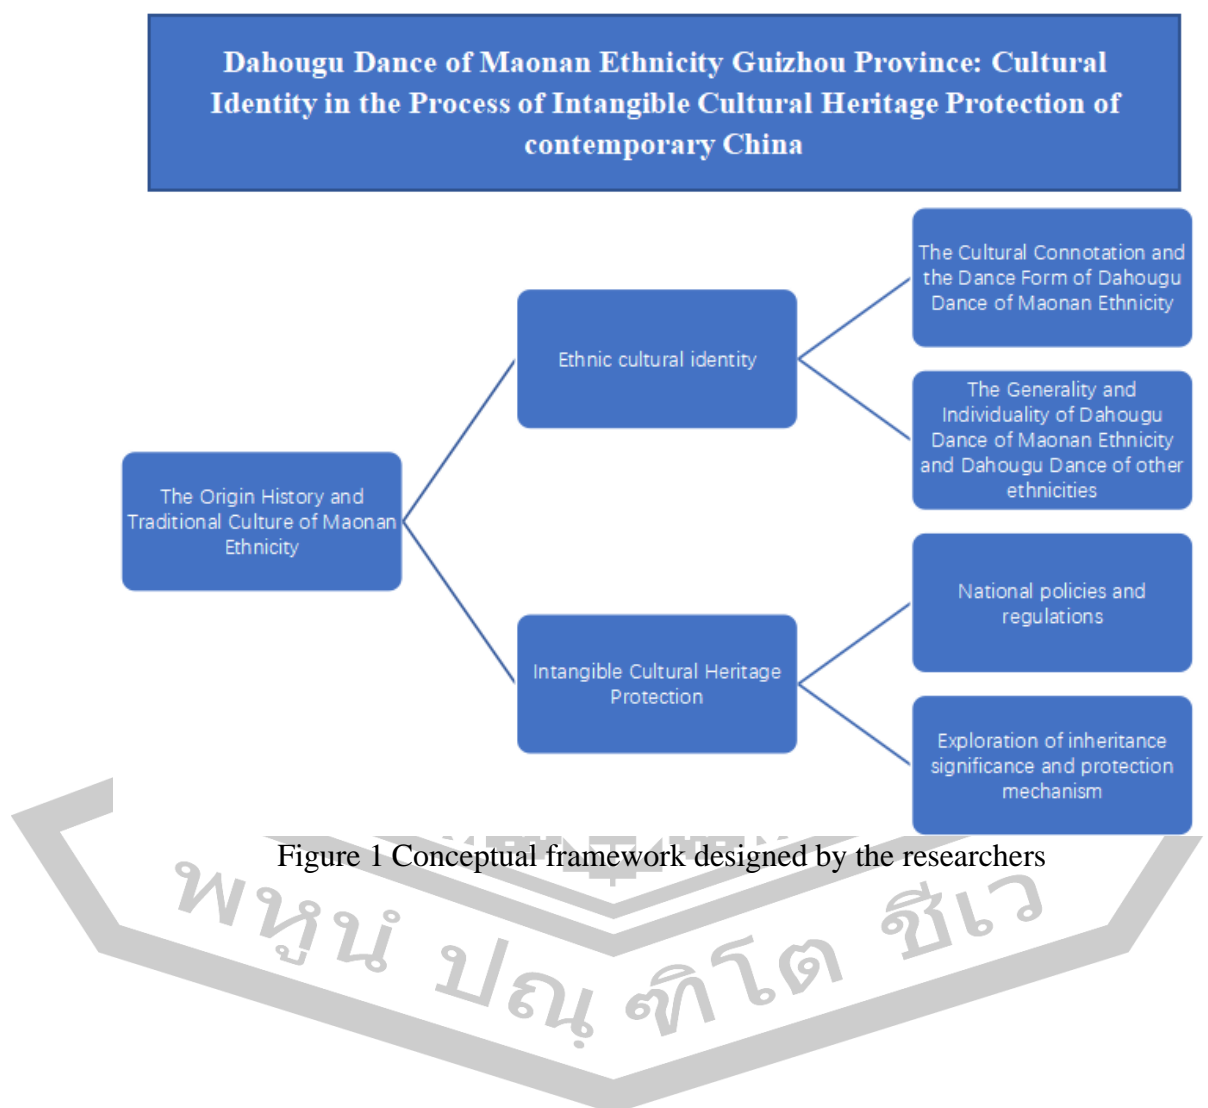 Dahougu Dance of Maonan Ethnicity Guizhou Province: Cultural
Identity in the Process of Intangible Cultural Heritage Protection of
contemporary China
The Origin History and
Traditional Culture of Maonan
Ethnicity
Ethnic cultural identity
The Cultural Connotation and
the Dance Form of Dahougu
Dance of Maonan Ethnicity
The Generality and
Individuality of Dahougu
Dance of Maonan Ethnicity
and Dahougu Dance of other
ethnicities
Intangible Cultural Heritage
Protection
National policies and
regulations
Exploration of inheritance
significance and protection
mechanism
Figure 1 Conceptual framework designed by the researchers
พหูนํ ปณฺฑิโต ชีเว